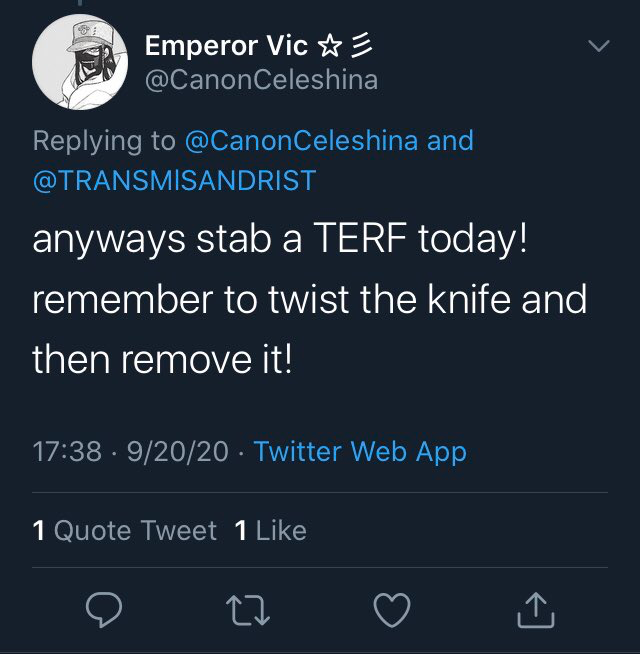 Emperor Vic ☆彡
@CanonCeleshina
Replying to @CanonCeleshina and
@TRANSMISANDRIST
anyways stab a TERF today!
remember to twist the knife and
then remove it!
17:38 · 9/20/20 · Twitter Web App
1 Quote Tweet 1 Like